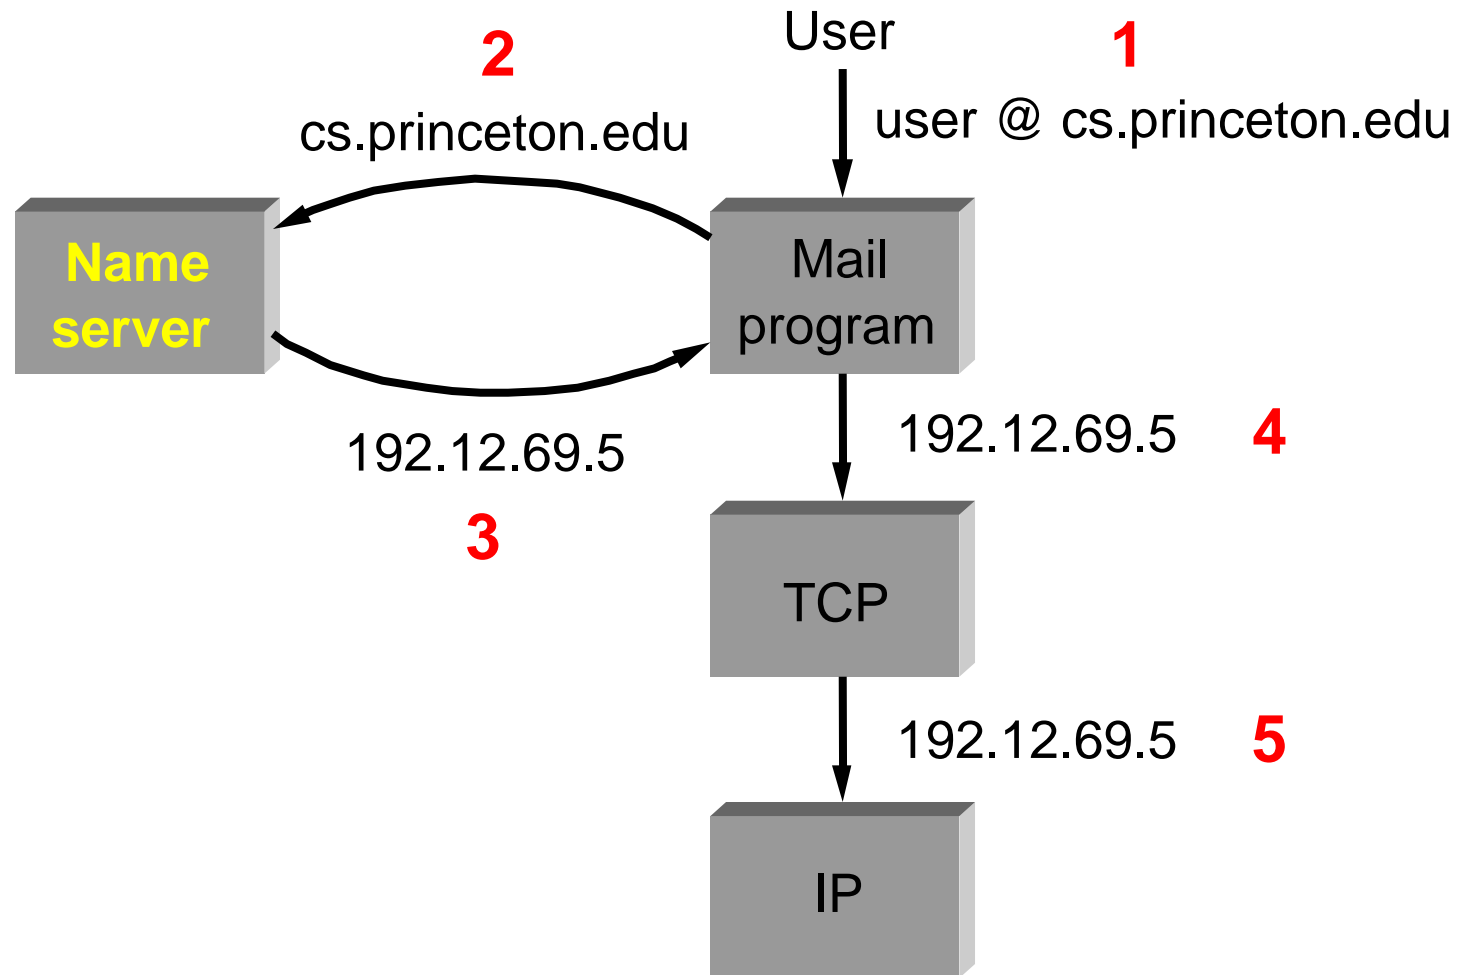 User
1
user @ cs.princeton.edu
2
cs.princeton.edu
Name
server
Mail
program
192.12.69.5
3
192.12.69.5
4
TCP
192.12.69.5
5
IP